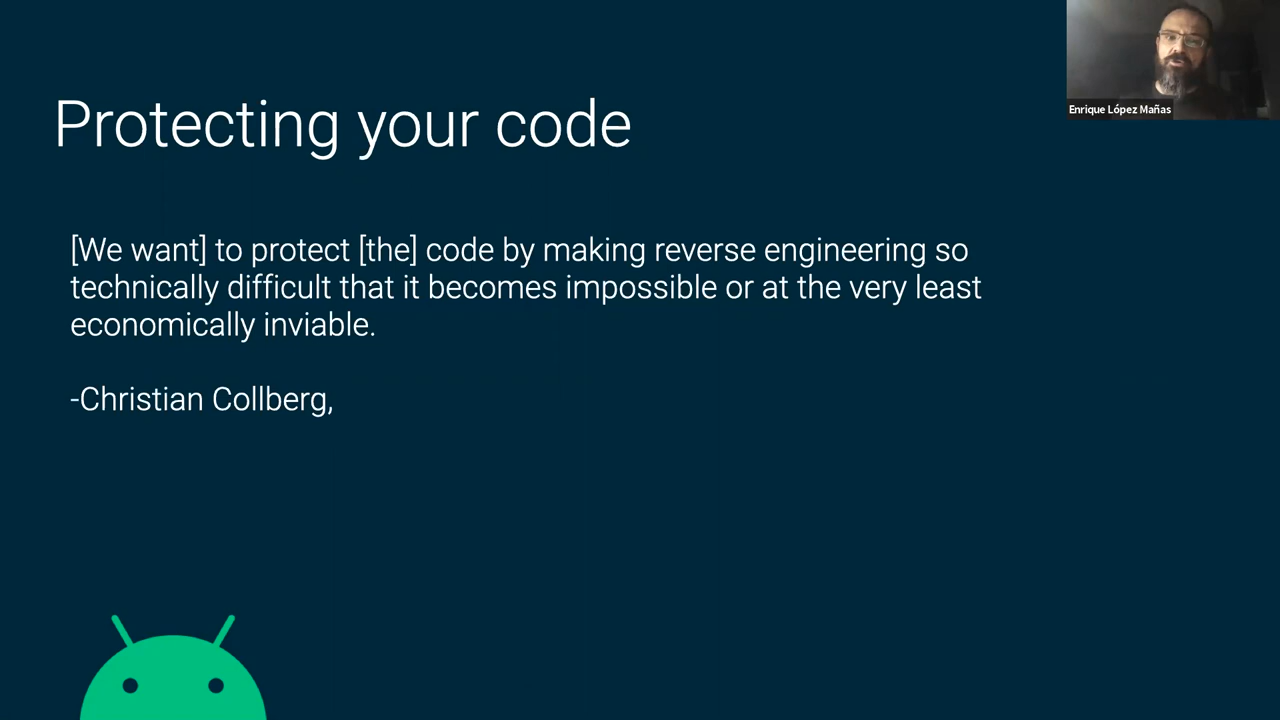 Enrique López Mañas
Protecting your code
[We want] to protect [the] code by making reverse engineering so
technically difficult that it becomes impossible or at the very least
economically inviable.
-Christian Collberg,